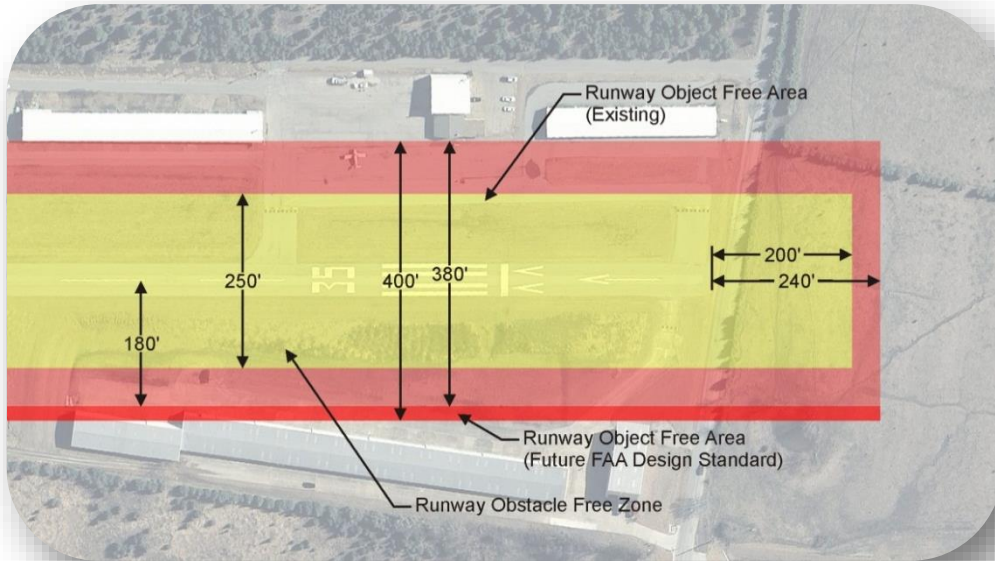 Runway Object Free Area
(Existing)
200'
250'
400'
380'
240'
35
180'
Runway Object Free Area
(Future FAA Design Standard)
Runway Obstacle Free Zone